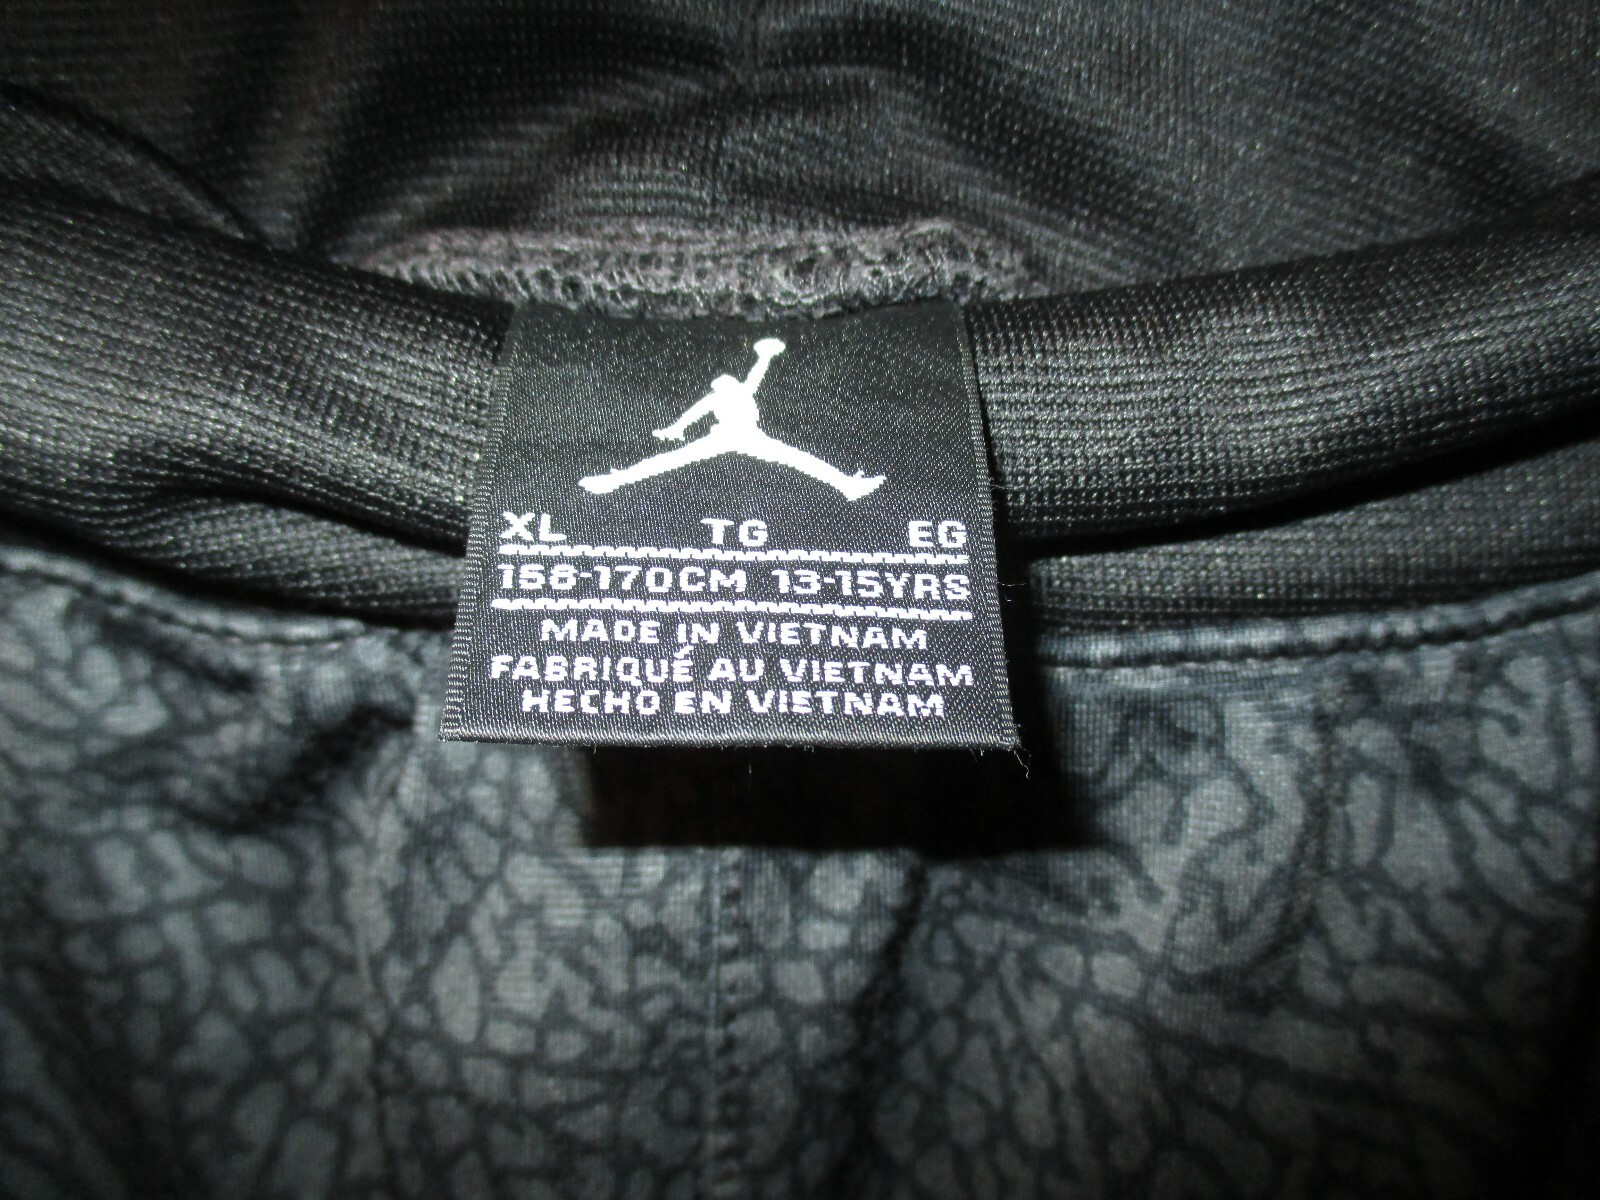 XL TG EG
158-170CM 13-15YRS
MADE IN VIETNAM
FABRIQUÉ AU VIETNAM
HECHO EN VIETNAM